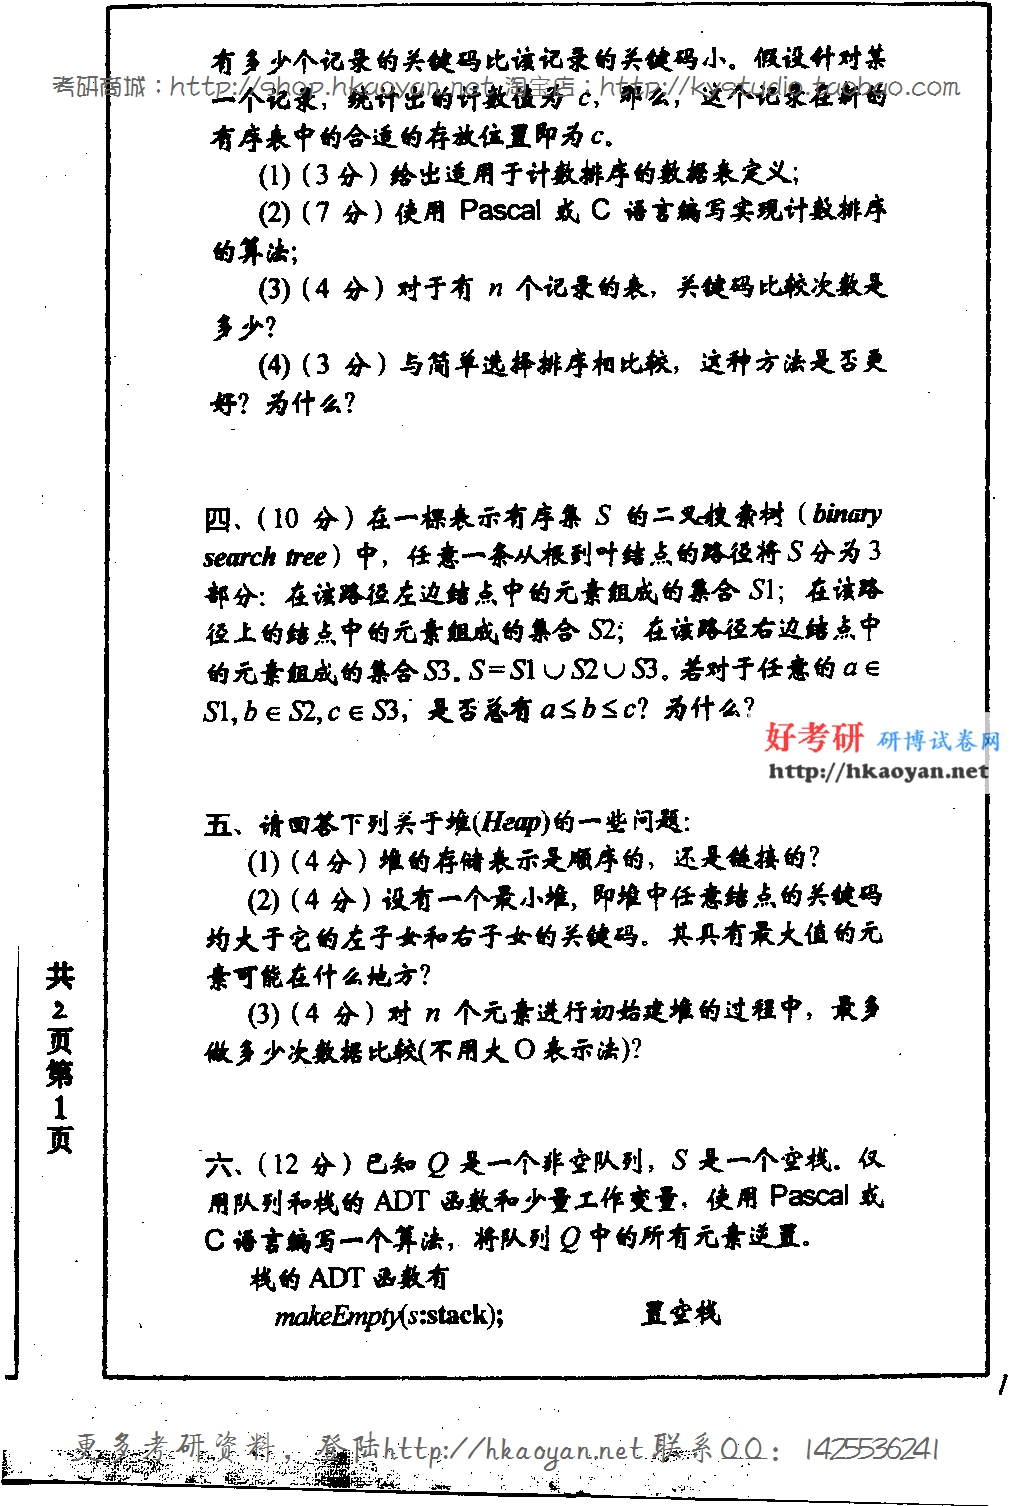 有多少个记录的关键码比该记录的关键码小。假设针对某
考研商城：http://shop.hkaoyan.net 淘宝店：http://kystudio.taobao.com
一个记录，统计出的计数值为 c，那么，这个记录在新的
有序表中的合适的存放位置即为c。
(1)（3分）给出适用于计数排序的数据表定义；
(2)（7 分）使用 Pascal 或 C 语言编写实现计数排序
的算法；
(3)（4 分）对于有 n 个记录的表，关键码比较次数是
多少？
(4)（3 分）与简单选择排序相比较，这种方法是否更
好？为什么？
四、（10 分）在一棵表示有序集 S 的二叉搜索树（binary
search tree）中，任意一条从根到叶结点的路径将 S 分为 3
部分：在该路径左边结点中的元素组成的集合 S1；在该路
径上的结点中的元素组成的集合 S2；在该路径右边结点中
的元素组成的集合 S3。S=S1∪S2∪S3。若对于任意的 a∈
S1, b∈S2, c∈S3，是否总有 a≤b≤c？为什么？
好考研 研博试卷网
http://hkaoyan.net
五、请回答下列关于堆(Heap)的一些问题：
(1)（4分）堆的存储表示是顺序的，还是链接的？
(2)（4 分）设有一个最小堆，即堆中任意结点的关键码
均大于它的左子女和右子女的关键码。其具有最大值的元
素可能在什么地方？
(3)（4 分）对 n 个元素进行初始建堆的过程中，最多
做多少次数据比较(不用大 O 表示法)？
六、（12 分）已知 Q 是一个非空队列，S 是一个空栈。仅
用队列和栈的 ADT 函数和少量工作变量，使用 Pascal 或
C 语言编写一个算法，将队列 Q 中的所有元素逆置。
栈的 ADT 函数有
makeEmpty(s:stack); 置空栈
共2页第1页
1
更多考研资料，登陆http://hkaoyan.net 联系QQ：1425536241